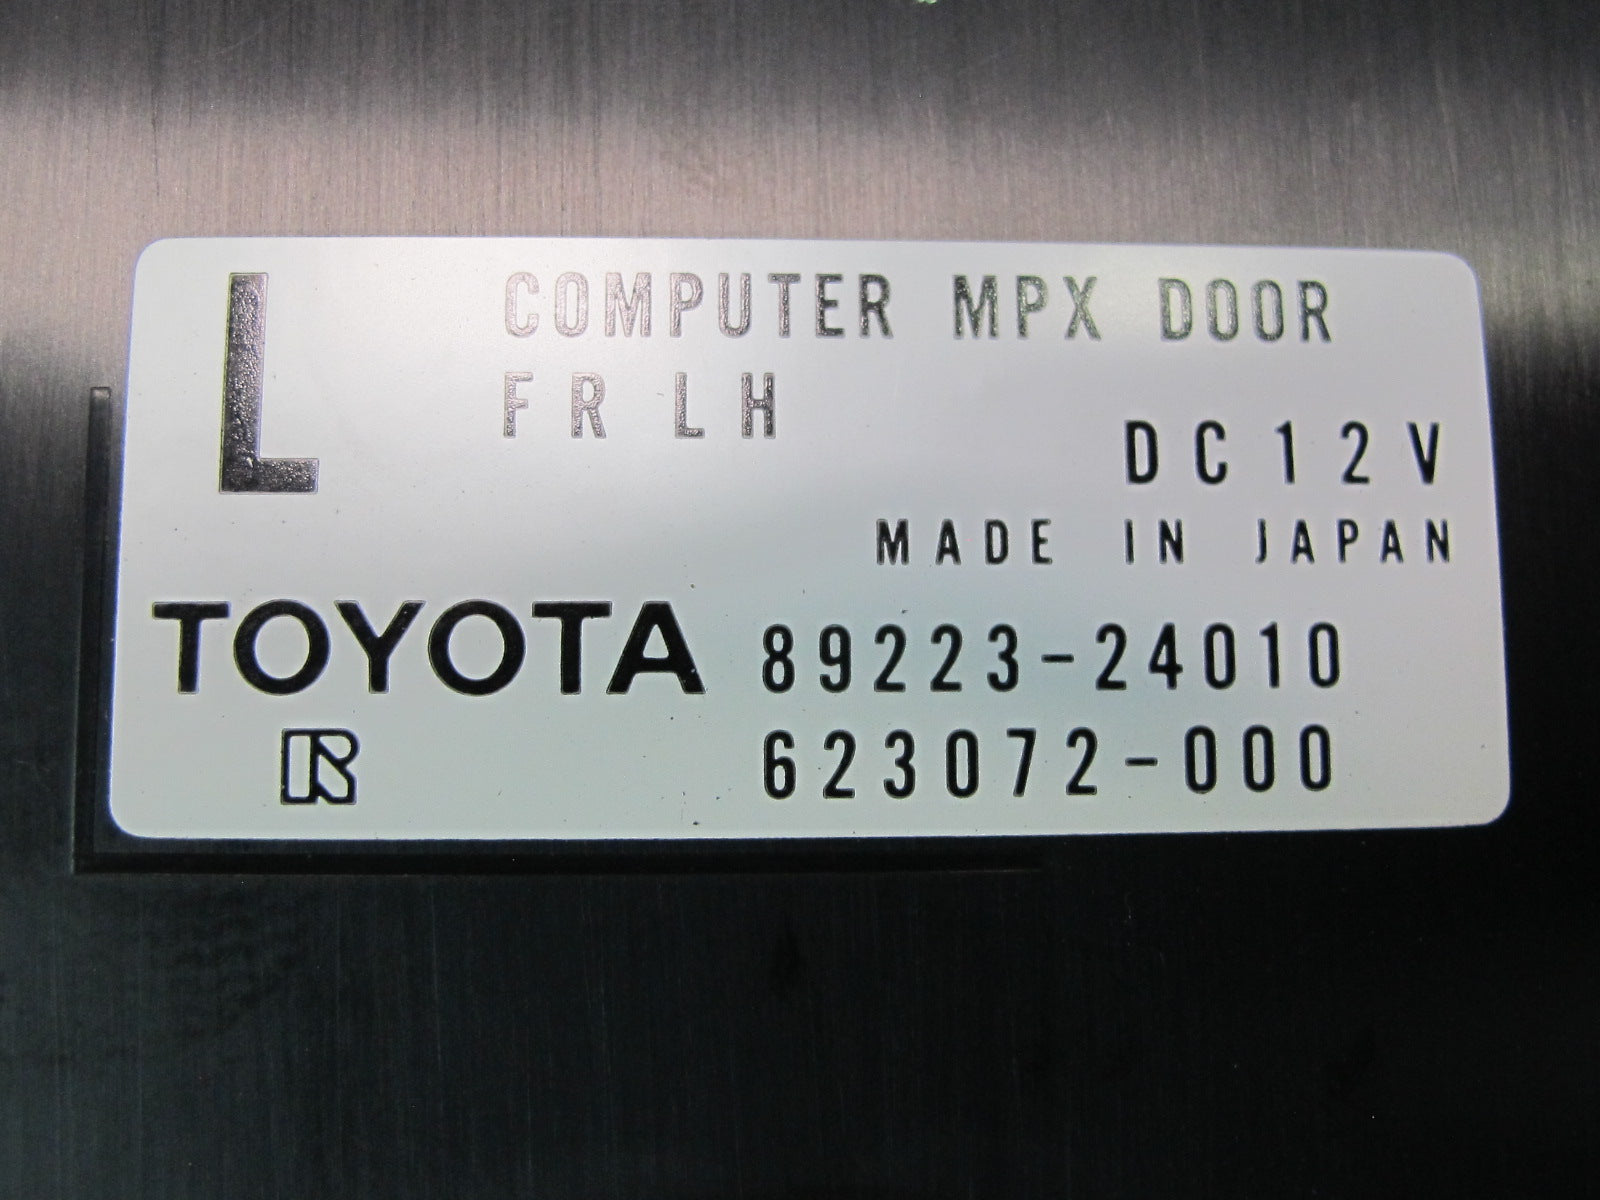 L
COMPUTER MPX DOOR
FR LH
DC12V
MADE IN JAPAN
TOYOTA 89223-24010
R 623072-000